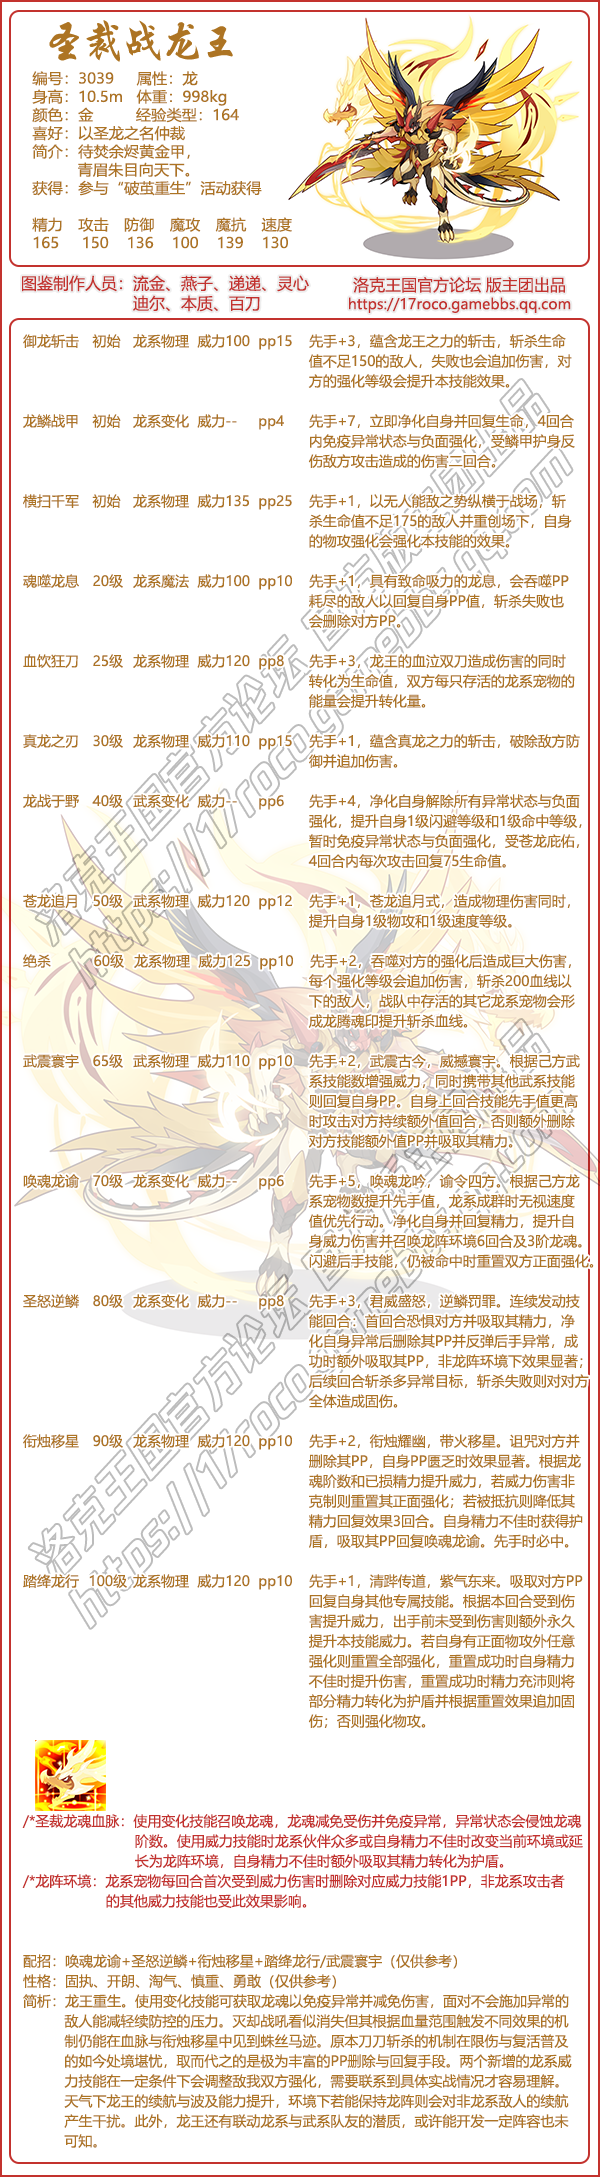 圣裁战龙王
编号：3039 属性：龙
身高：10.5m 体重：998kg
颜色：金 经验类型：164
喜好：以圣龙之名仲裁
简介：待焚余烬黄金甲，
青眉朱目向天下。
获得：参与“破茧重生”活动获得
精力 攻击 防御 魔攻 魔抗 速度
165 150 136 100 139 130
图鉴制作人员：流金、燕子、递递、灵心
迪尔、本质、百刀
洛克王国官方论坛 版主团出品
https://17roco.gamebbs.qq.com
御龙斩击 初始 龙系物理 威力100 pp15 先手+3，蕴含龙王之力的斩击，斩杀生命
值不足150的敌人，失败也会追加伤害，对
方的强化等级会提升本技能效果。
龙鳞战甲 初始 龙系变化 威力-- pp4 先手+7，立即净化自身并回复生命，4回合
内免疫异常状态与负面强化，受鳞甲护身反
伤敌方攻击造成的伤害二回合。
横扫千军 初始 龙系物理 威力135 pp25 先手+1，以无人能敌之势纵横于战场，斩
杀生命值不足175的敌人并重创场下，自身
的物攻强化会强化本技能的效果。
魂噬龙息 20级 龙系魔法 威力100 pp10 先手+1，具有致命吸力的龙息，会吞噬PP
耗尽的敌人以回复自身PP值，斩杀失败也
会删除对方PP。
血饮狂刀 25级 龙系物理 威力120 pp8 先手+3，龙王的血泣双刀造成伤害的同时
转化为生命值，双方每只存活的龙系宠物的
能量会提升转化量。
真龙之刃 30级 龙系物理 威力110 pp15 先手+1，蕴含真龙之力的斩击，破除敌方防
御并追加伤害。
龙战于野 40级 武系变化 威力-- pp6 先手+4，净化自身解除所有异常状态与负面
强化，提升自身1级闪避等级和1级命中等级，
暂时免疫异常状态与负面强化，受苍龙庇佑，
4回合内每次攻击回复75生命值。
苍龙追月 50级 武系物理 威力120 pp12 先手+1，苍龙追月式，造成物理伤害同时，
提升自身1级物攻和1级速度等级。
绝杀 60级 龙系物理 威力125 pp10 先手+2，吞噬对方的强化后造成巨大伤害，
每个强化等级会追加伤害，斩杀200血线以
下的敌人，战队中存活的其它龙系宠物会形
成龙腾魂印提升斩杀血线。
武震寰宇 65级 武系物理 威力110 pp10 先手+2，武震古今，威撼寰宇。根据己方武
系技能数增强威力，同时携带其他武系技能
则回复自身PP。自身上回合技能先手值更高
时攻击对方持续额外值回合，否则额外删除
对方技能额外值PP并吸取其精力。
唤魂龙谕 70级 龙系变化 威力-- pp6 先手+5，唤魂龙吟，谕令四方。根据己方龙
系宠物数提升先手值，龙系成群时无视速度
值优先行动。净化自身并回复精力，提升自
身威力伤害并召唤龙阵环境6回合及3阶龙魂。
闪避后手技能，仍被命中时重置双方正面强化。
圣怒逆鳞 80级 龙系变化 威力-- pp8 先手+3，君威盛怒，逆鳞罚罪。连续发动技
能回合：首回合恐惧对方并吸取其精力，净
化自身异常后删除其PP并反弹后手异常，成
功时额外吸取其PP，非龙阵环境下效果显著；
后续回合斩杀多异常目标，斩杀失败则对对方
全体造成固伤。
衔烛移星 90级 龙系物理 威力120 pp10 先手+2，衔烛耀幽，带火移星。诅咒对方并
删除其PP，自身PP匮乏时效果显著。根据龙
魂阶数和已损精力提升威力，若威力伤害非
克制则重置其正面强化；若被抵抗则降低其
精力回复效果3回合。自身精力不佳时获得护
盾，吸取其PP回复唤魂龙谕。先手时必中。
踏绛龙行 100级 龙系物理 威力120 pp10 先手+1，清跸传道，紫气东来。吸取对方PP
回复自身其他专属技能。根据本回合受到伤
害提升威力，出手前未受到伤害则额外永久
提升本技能威力。若自身有正面物攻外任意
强化则重置全部强化，重置成功时自身精力
不佳时提升伤害，重置成功时精力充沛则将
部分精力转化为护盾并根据重置效果追加固
伤；否则强化物攻。
/*圣裁龙魂血脉：使用变化技能召唤龙魂，龙魂减免受伤并免疫异常，异常状态会侵蚀龙魂
阶数。使用威力技能时龙系伙伴众多或自身精力不佳时改变当前环境或延
长为龙阵环境，自身精力不佳时额外吸取其精力转化为护盾。
/*龙阵环境：龙系宠物每回合首次受到威力伤害时删除对应威力技能1PP，非龙系攻击者
的其他威力技能也受此效果影响。
配招：唤魂龙谕+圣怒逆鳞+衔烛移星+踏绛龙行/武震寰宇（仅供参考）
性格：固执、开朗、淘气、慎重、勇敢（仅供参考）
简析：龙王重生。使用变化技能可获取龙魂以免疫异常并减免伤害，面对不会施加异常的
敌人能减轻续防控的压力。灭却战吼看似消失但其根据血量范围触发不同效果的机
制仍能在血脉与衔烛移星中见到蛛丝马迹。原本刀刀斩杀的机制在限伤与复活普及
的如今处境堪忧，取而代之的是极为丰富的PP删除与回复手段。两个新增的龙系威
力技能在一定条件下会调整敌我双方强化，需要联系到具体实战情况才容易理解。
天气下龙王的续航与波及能力提升，环境下若能保持龙阵则会对非龙系敌人的续航
产生干扰。此外，龙王还有联动龙系与武系队友的潜质，或许能开发一定阵容也未
可知。
洛克王国官方论坛 官方版主团出品
https://17roco.gamebbs.qq.com
洛克王国官方论坛 官方版主团出品
https://17roco.gamebbs.qq.com